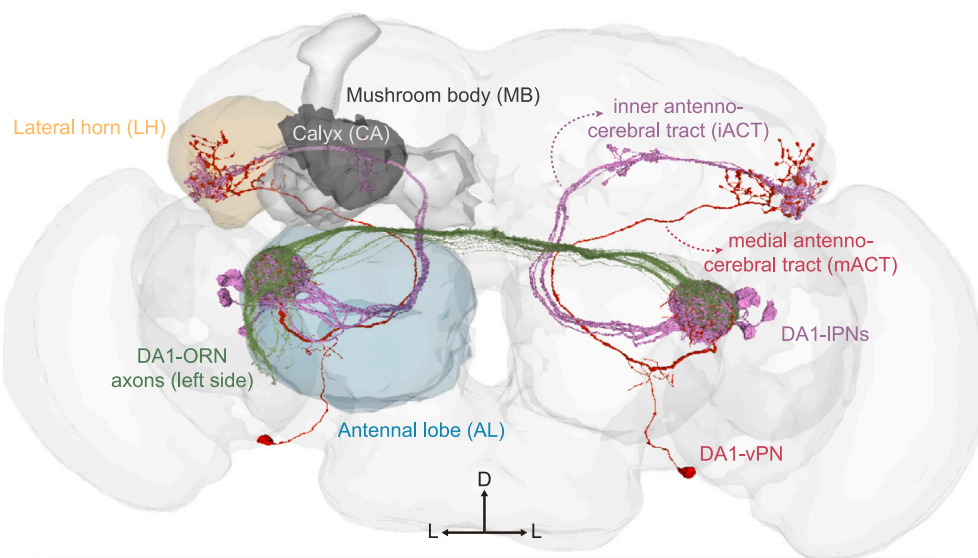 Mushroom body (MB)
Lateral horn (LH)
Calyx (CA)
inner antenno-
cerebral tract (iACT)
medial antenno-
cerebral tract (mACT)
DA1-lPNs
DA1-ORN
axons (left side)
Antennal lobe (AL)
DA1-vPN
D
L L